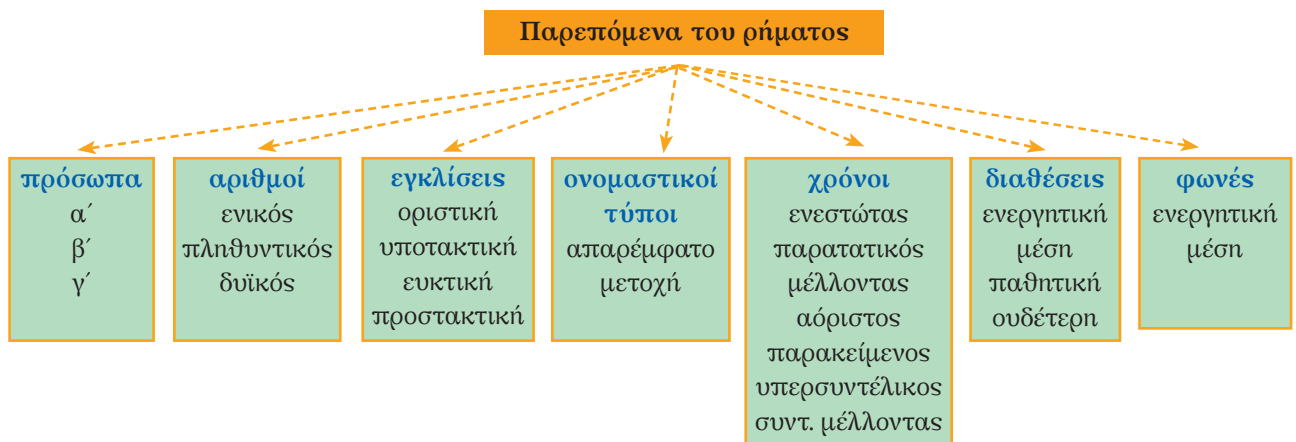 Παρεπόμενα του ρήματος
πρόσωπα
α΄
β΄
γ΄
αριθμοί
ενικός
πληθυντικός
δυϊκός
εγκλίσεις
οριστική
υποτακτική
ευκτική
προστακτική
ονομαστικοί
τύποι
απαρέμφατο
μετοχή
χρόνοι
ενεστώτας
παρατατικός
μέλλοντας
αόριστος
παρακείμενος
υπερσυντέλικος
συντ. μέλλοντας
διαθέσεις
ενεργητική
μέση
παθητική
ουδέτερη
φωνές
ενεργητική
μέση